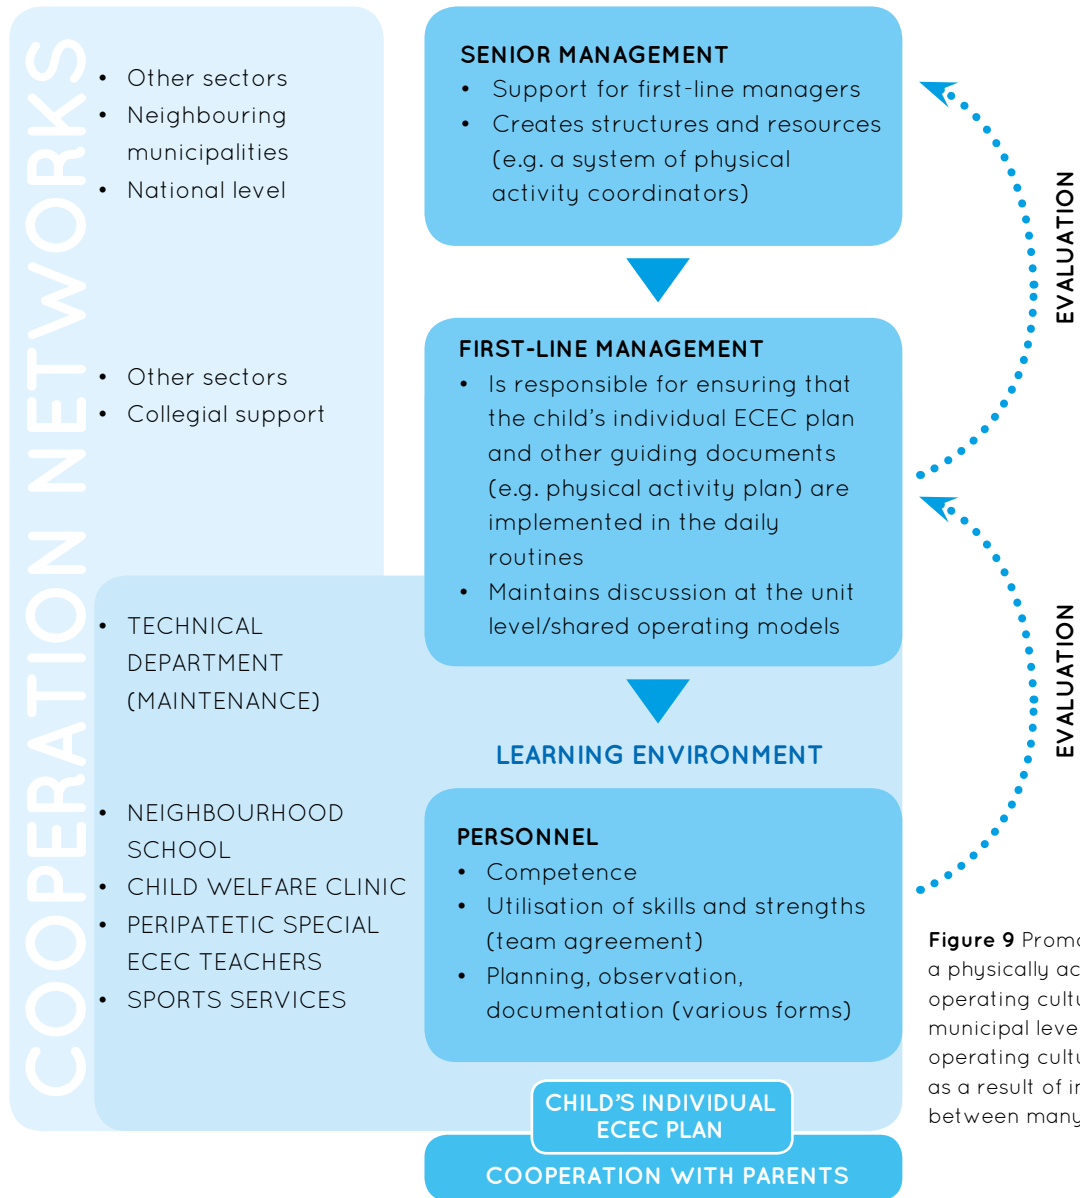 COOPERATION NETWORKS
• Other sectors
• Neighbouring
municipalities
• National level
SENIOR MANAGEMENT
• Support for first-line managers
• Creates structures and resources
(e.g. a system of physical
activity coordinators)
EVALUATION
• Other sectors
• Collegial support
FIRST-LINE MANAGEMENT
• Is responsible for ensuring that
the child's individual ECEC plan
and other guiding documents
(e.g. physical activity plan) are
implemented in the daily
routines
• Maintains discussion at the unit
level/shared operating models
EVALUATION
• TECHNICAL
DEPARTMENT
(MAINTENANCE)
LEARNING ENVIRONMENT
• NEIGHBOURHOOD
SCHOOL
• CHILD WELFARE CLINIC
• PERIPATETIC SPECIAL
ECEC TEACHERS
• SPORTS SERVICES
PERSONNEL
• Competence
• Utilisation of skills and strengths
(team agreement)
• Planning, observation,
documentation (various forms)
CHILD'S INDIVIDUAL
ECEC PLAN
COOPERATION WITH PARENTS
Figure 9
a physically
operating
municipal
operating
as a result of
between many